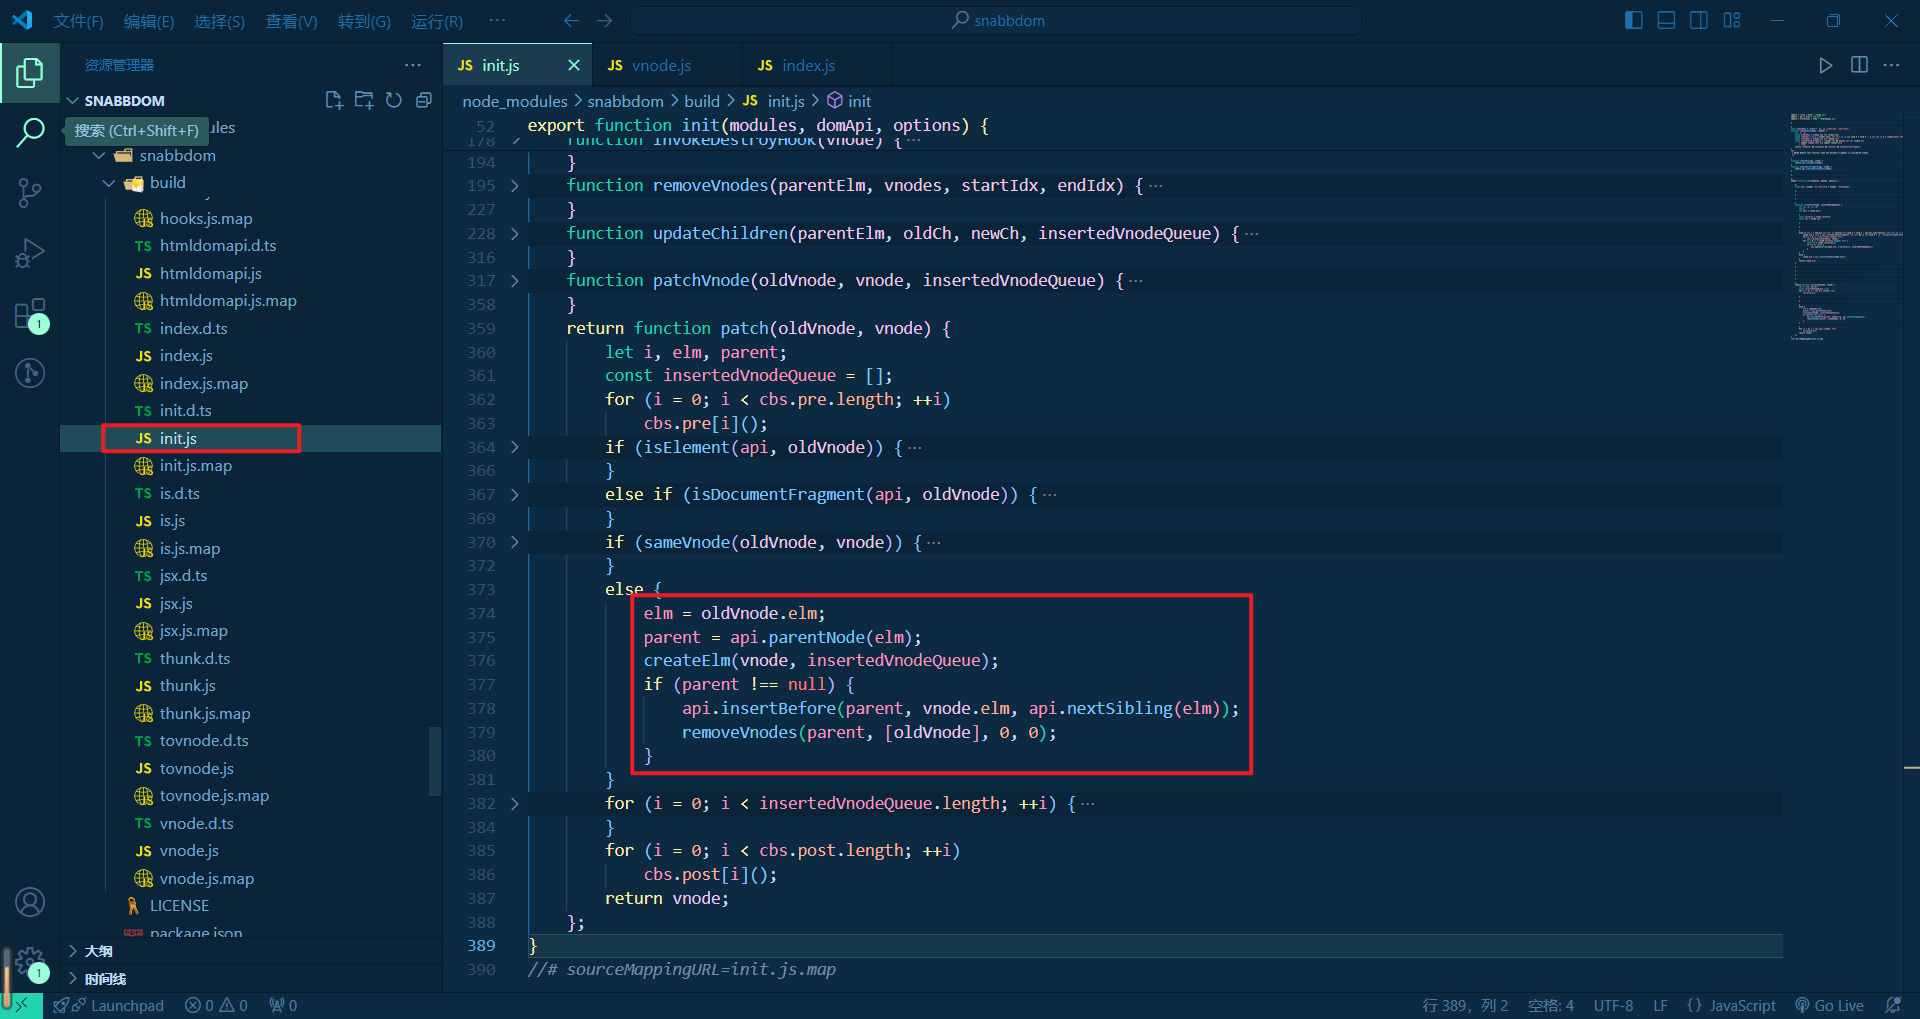 文件(F) 编辑(E) 选择(S) 查看(V) 转到(G) 运行(R) ··· snabbdom
资源管理器 ···
SNABBDOM
搜索 (Ctrl+Shift+F)
ules
snabbdom
build
hooks.js.map
TS htmldomapi.d.ts
JS htmldomapi.js
htmldomapi.js.map
TS index.d.ts
JS index.js
index.js.map
TS init.d.ts
JS init.js
init.js.map
TS is.d.ts
JS is.js
is.js.map
TS jsx.d.ts
JS jsx.js
jsx.js.map
TS thunk.d.ts
JS thunk.js
thunk.js.map
TS tovnode.d.ts
JS tovnode.js
tovnode.js.map
TS vnode.d.ts
JS vnode.js
vnode.js.map
LICENSE
package.json
大纲
时间线
1
1
JS init.js JS vnode.js JS index.js
node_modules > snabbdom > build > JS init.js > init
52 export function init(modules, domApi, options) {
178 function invokeDestroyHook(vnode) { ···
194 }
195 function removeVnodes(parentElm, vnodes, startIdx, endIdx) { ···
227 }
228 function updateChildren(parentElm, oldCh, newCh, insertedVnodeQueue) { ···
316 }
317 function patchVnode(oldVnode, vnode, insertedVnodeQueue) { ···
358 }
359 return function patch(oldVnode, vnode) {
360 let i, elm, parent;
361 const insertedVnodeQueue = [];
362 for (i = 0; i < cbs.pre.length; ++i)
363 cbs.pre[i]();
364 if (isElement(api, oldVnode)) { ···
366 }
367 else if (isDocumentFragment(api, oldVnode)) { ···
369 }
370 if (sameVnode(oldVnode, vnode)) { ···
372 }
373 else {
374 elm = oldVnode.elm;
375 parent = api.parentNode(elm);
376 createElm(vnode, insertedVnodeQueue);
377 if (parent !== null) {
378 api.insertBefore(parent, vnode.elm, api.nextSibling(elm));
379 removeVnodes(parent, [oldVnode], 0, 0);
380 }
381 }
382 for (i = 0; i < insertedVnodeQueue.length; ++i) { ···
384 }
385 for (i = 0; i < cbs.post.length; ++i)
386 cbs.post[i]();
387 return vnode;
388 };
389 }
390 //# sourceMappingURL=init.js.map
Launchpad 0 0 0 行 389，列 2 空格: 4 UTF-8 LF {} JavaScript Go Live